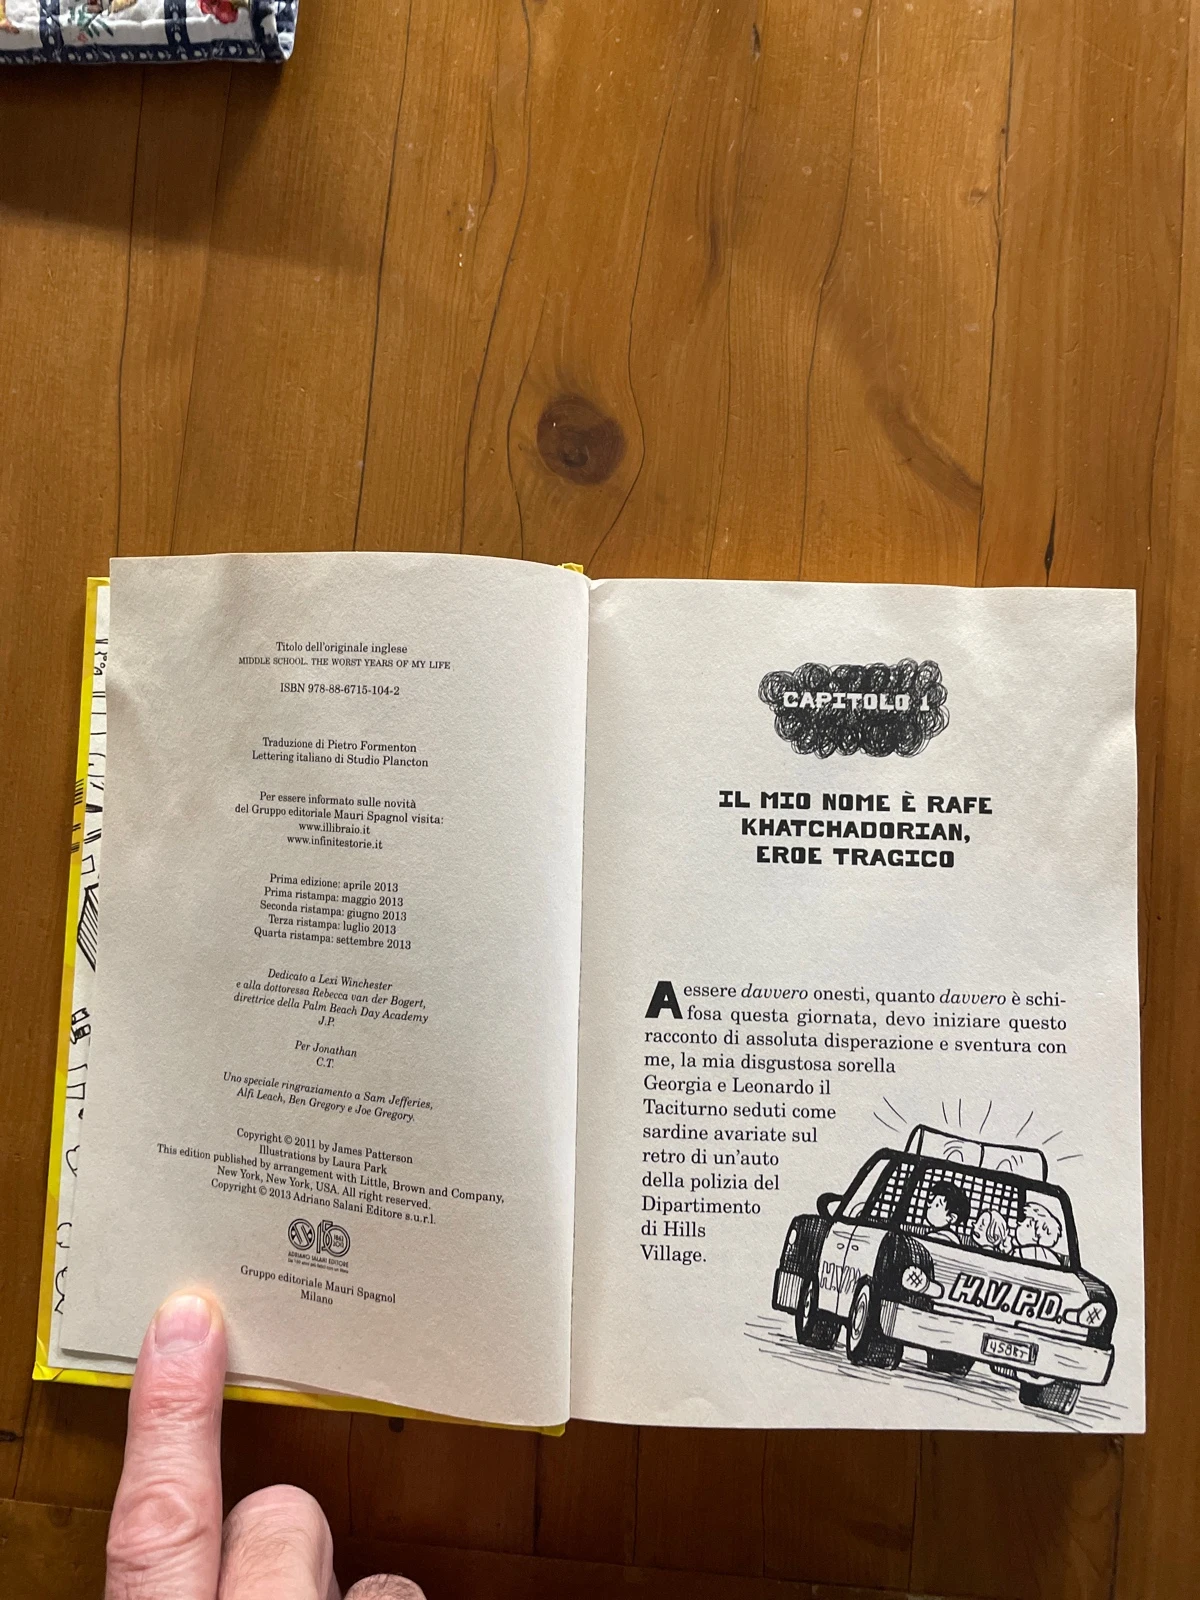 Titolo dell'originale inglese
MIDDLE SCHOOL. THE WORST YEARS OF MY LIFE
ISBN 978-88-6715-104-2
Traduzione di Pietro Formenton
Lettering italiano di Studio Plancton
Per essere informato sulle novità
del Gruppo editoriale Mauri Spagnol visita:
www.illibraio.it
www.infinitestorie.it
Prima edizione: aprile 2013
Prima ristampa: maggio 2013
Seconda ristampa: giugno 2013
Terza ristampa: luglio 2013
Quarta ristampa: settembre 2013
Dedicato a Lexi Winchester
e alla dottoressa Rebecca van der Bogert,
direttrice della Palm Beach Day Academy
J.P.
Per Jonathan
C.T.
Uno speciale ringraziamento a Sam Jefferies,
Alfi Leach, Ben Gregory e Joe Gregory.
Copyright © 2011 by James Patterson
Illustrations by Laura Park
This edition published by arrangement with Little, Brown and Company,
New York, New York, USA. All right reserved.
Copyright © 2013 Adriano Salani Editore s.u.r.l.
ADRIANO SALANI EDITORE
Gruppo editoriale Mauri Spagnol
Milano
CAPITOLO 1
IL MIO NOME È RAFE
KHATCHADORIAN,
EROE TRAGICO
A essere davvero onesti, quanto davvero è schi-
fosa questa giornata, devo iniziare questo
racconto di assoluta disperazione e sventura con
me, la mia disgustosa sorella
Georgia e Leonardo il
Taciturno seduti come
sardine avariate sul
retro di un'auto
della polizia del
Dipartimento
di Hills
Village.
H.V.P.D.